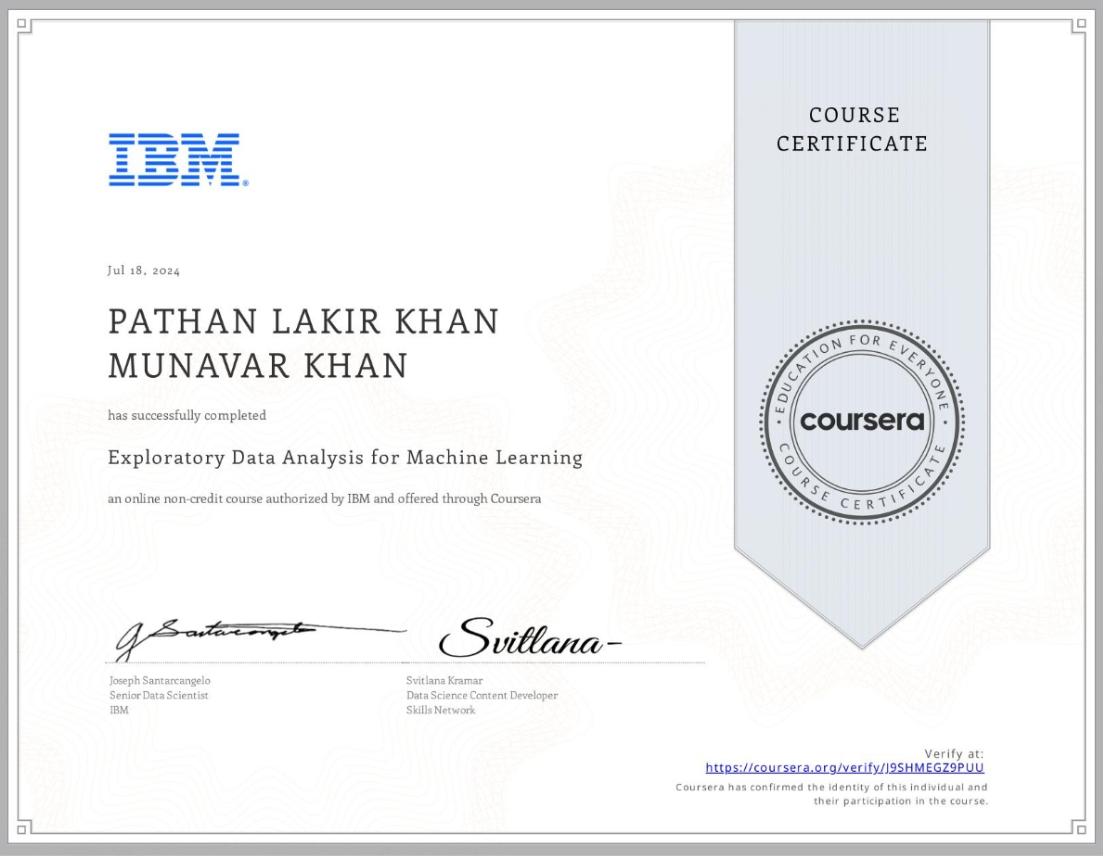 COURSE
CERTIFICATE
IBM®
Jul 18, 2024
PATHAN LAKIR KHAN
MUNAVAR KHAN
has successfully completed
Exploratory Data Analysis for Machine Learning
an online non-credit course authorized by IBM and offered through Coursera
EDUCATION FOR EVERYONE
coursera
COURSE CERTIFICATE
J Santarcangelo
Svitlana
Joseph Santarcangelo
Senior Data Scientist
IBM
Svitlana Kramar
Data Science Content Developer
Skills Network
Verify at:
https://coursera.org/verify/J9SHMEGZ9PUU
Coursera has confirmed the identity of this individual and
their participation in the course.